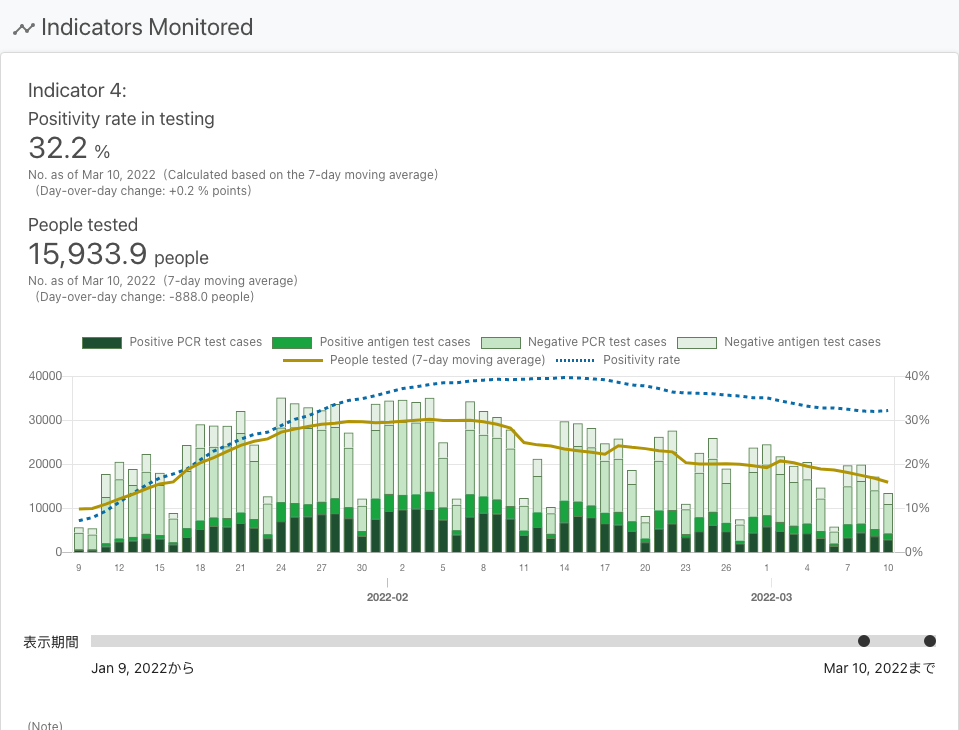 Indicators Monitored
Indicator 4:
Positivity rate in testing
32.2 %
No. as of Mar 10, 2022 (Calculated based on the 7-day moving average)
(Day-over-day change: +0.2 % points)
People tested
15,933.9 people
No. as of Mar 10, 2022 (7-day moving average)
(Day-over-day change: -888.0 people)
Positive PCR test cases Positive antigen test cases Negative PCR test cases Negative antigen test cases
People tested (7-day moving average) Positivity rate
40000 40%
30000 30%
20000 20%
10000 10%
0 0%
9 12 15 18 21 24 27 30 2 5 8 11 14 17 20 23 26 1 4 7 10
2022-02 2022-03
表示期間
Jan 9, 2022から Mar 10, 2022まで
(Note)